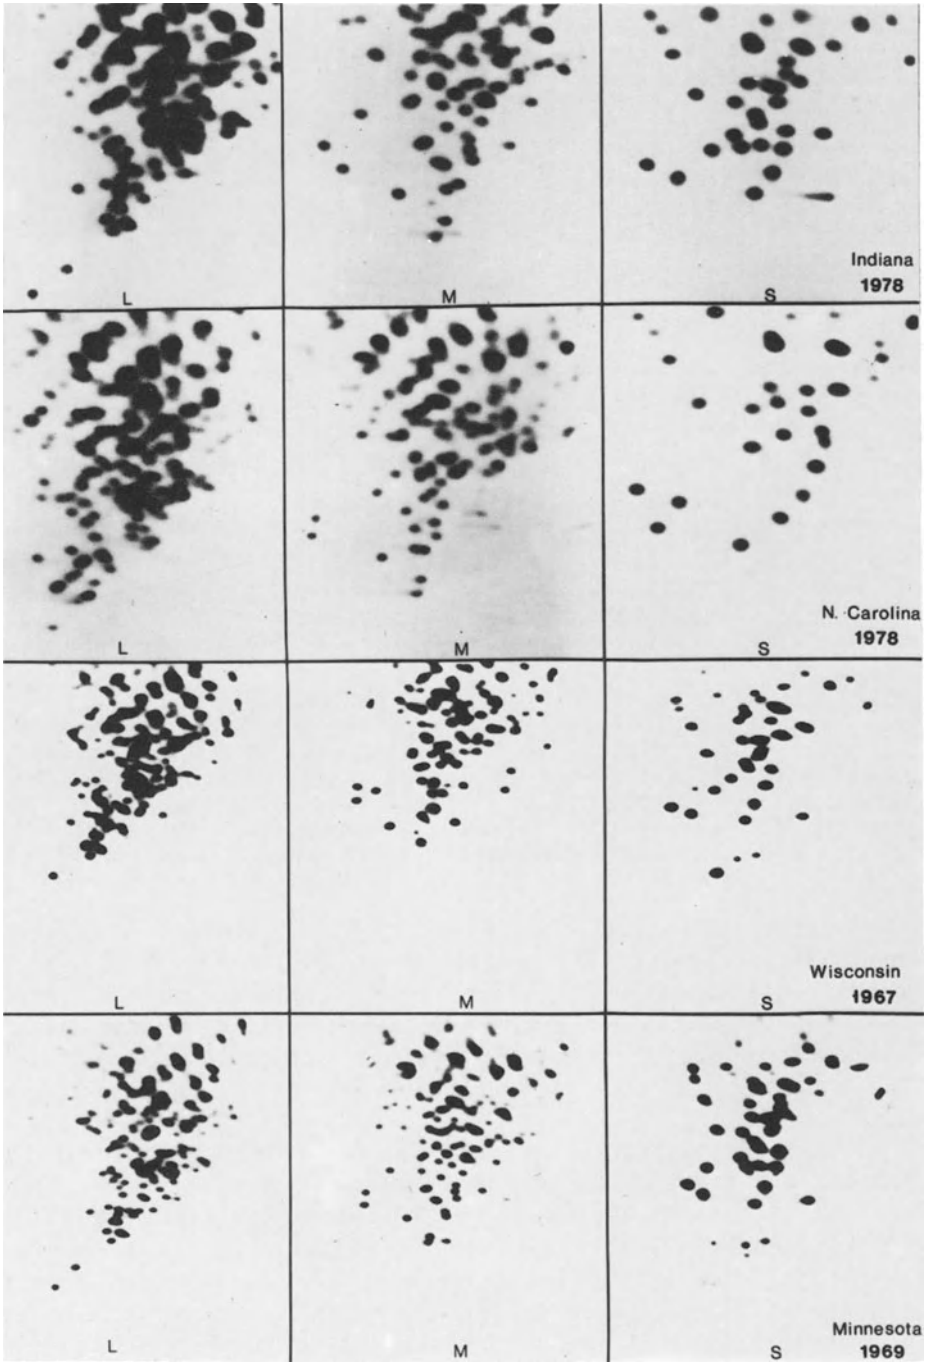 Indiana
L M S 1978
N. Carolina
1978
L M S
Wisconsin
1967
L M S
Minnesota
L M S 1969